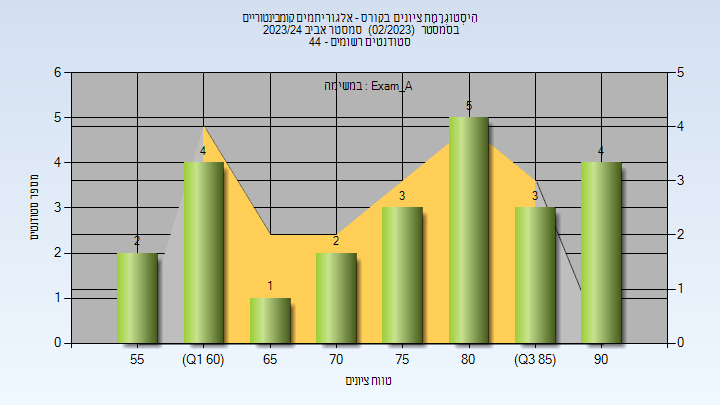 היסטוגרמת ציונים בקורס - אלגוריתמים קומבינטוריים
בסמסטר (02/2023) סמסטר אביב 2023/24
סטודנטים רשומים - 44
במשימה : Exam_A
6 5
5 4
4 3
3 2
2 1
1 0
0
2 4 1 2 3 5 3 4
מספר סטודנטים
55 (Q1 60) 65 70 75 80 (Q3 85) 90
טווח ציונים